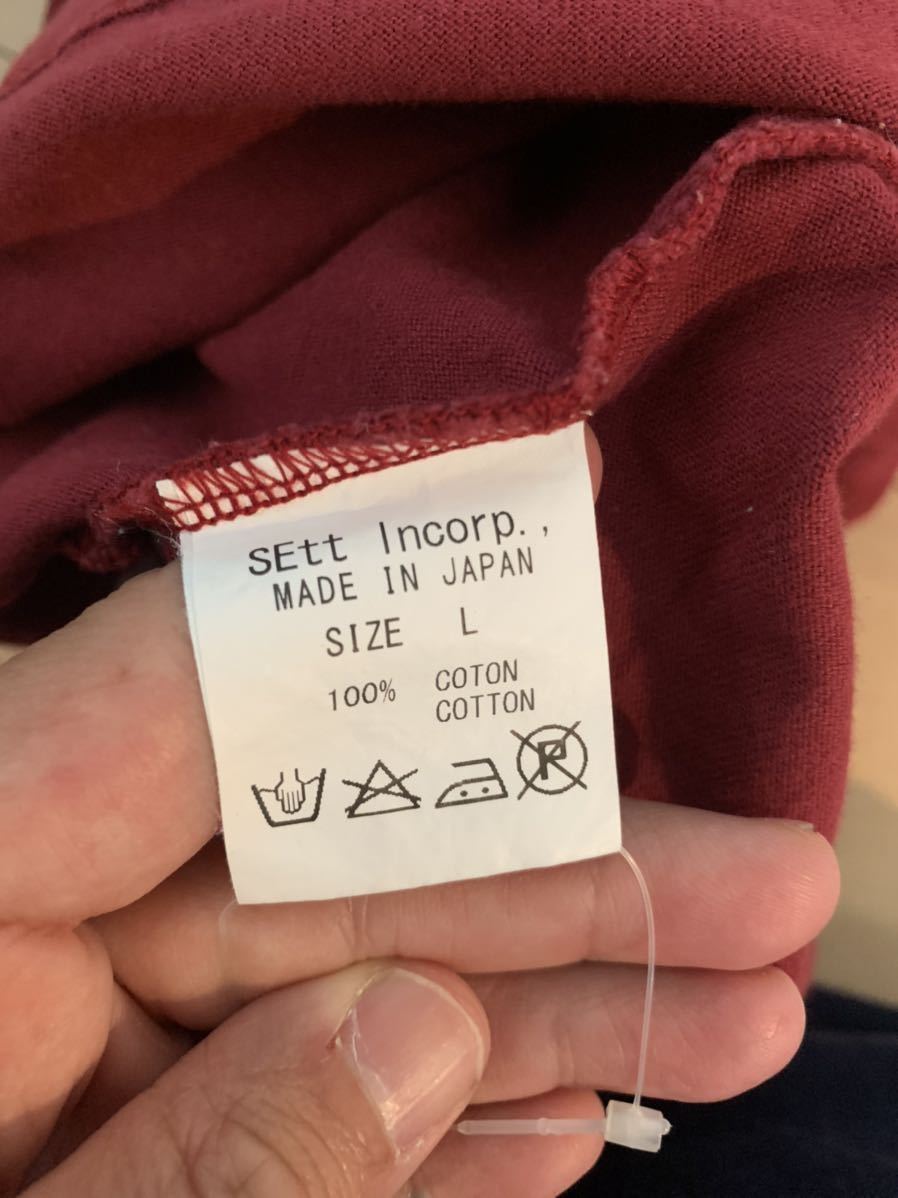 SEtt Incorp.,
MADE IN JAPAN
SIZE L
100% COTON
COTTON
P